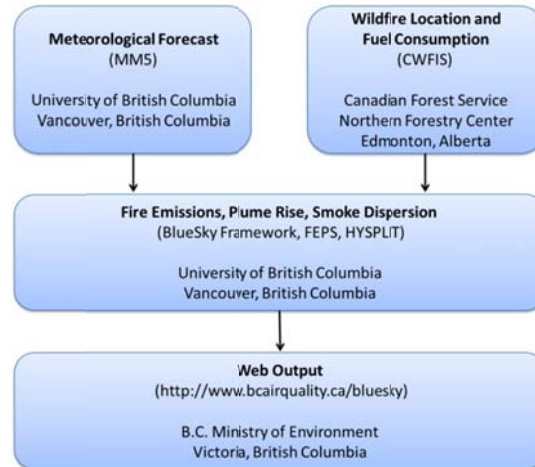 Meteorological Forecast
(MM5)
University of British Columbia
Vancouver, British Columbia
Wildfire Location and
Fuel Consumption
(CWFIS)
Canadian Forest Service
Northern Forestry Center
Edmonton, Alberta
Fire Emissions, Plume Rise, Smoke Dispersion
(BlueSky Framework, FEPS, HYSPLIT)
University of British Columbia
Vancouver, British Columbia
Web Output
(http://www.bcairquality.ca/bluesky)
B.C. Ministry of Environment
Victoria, British Columbia